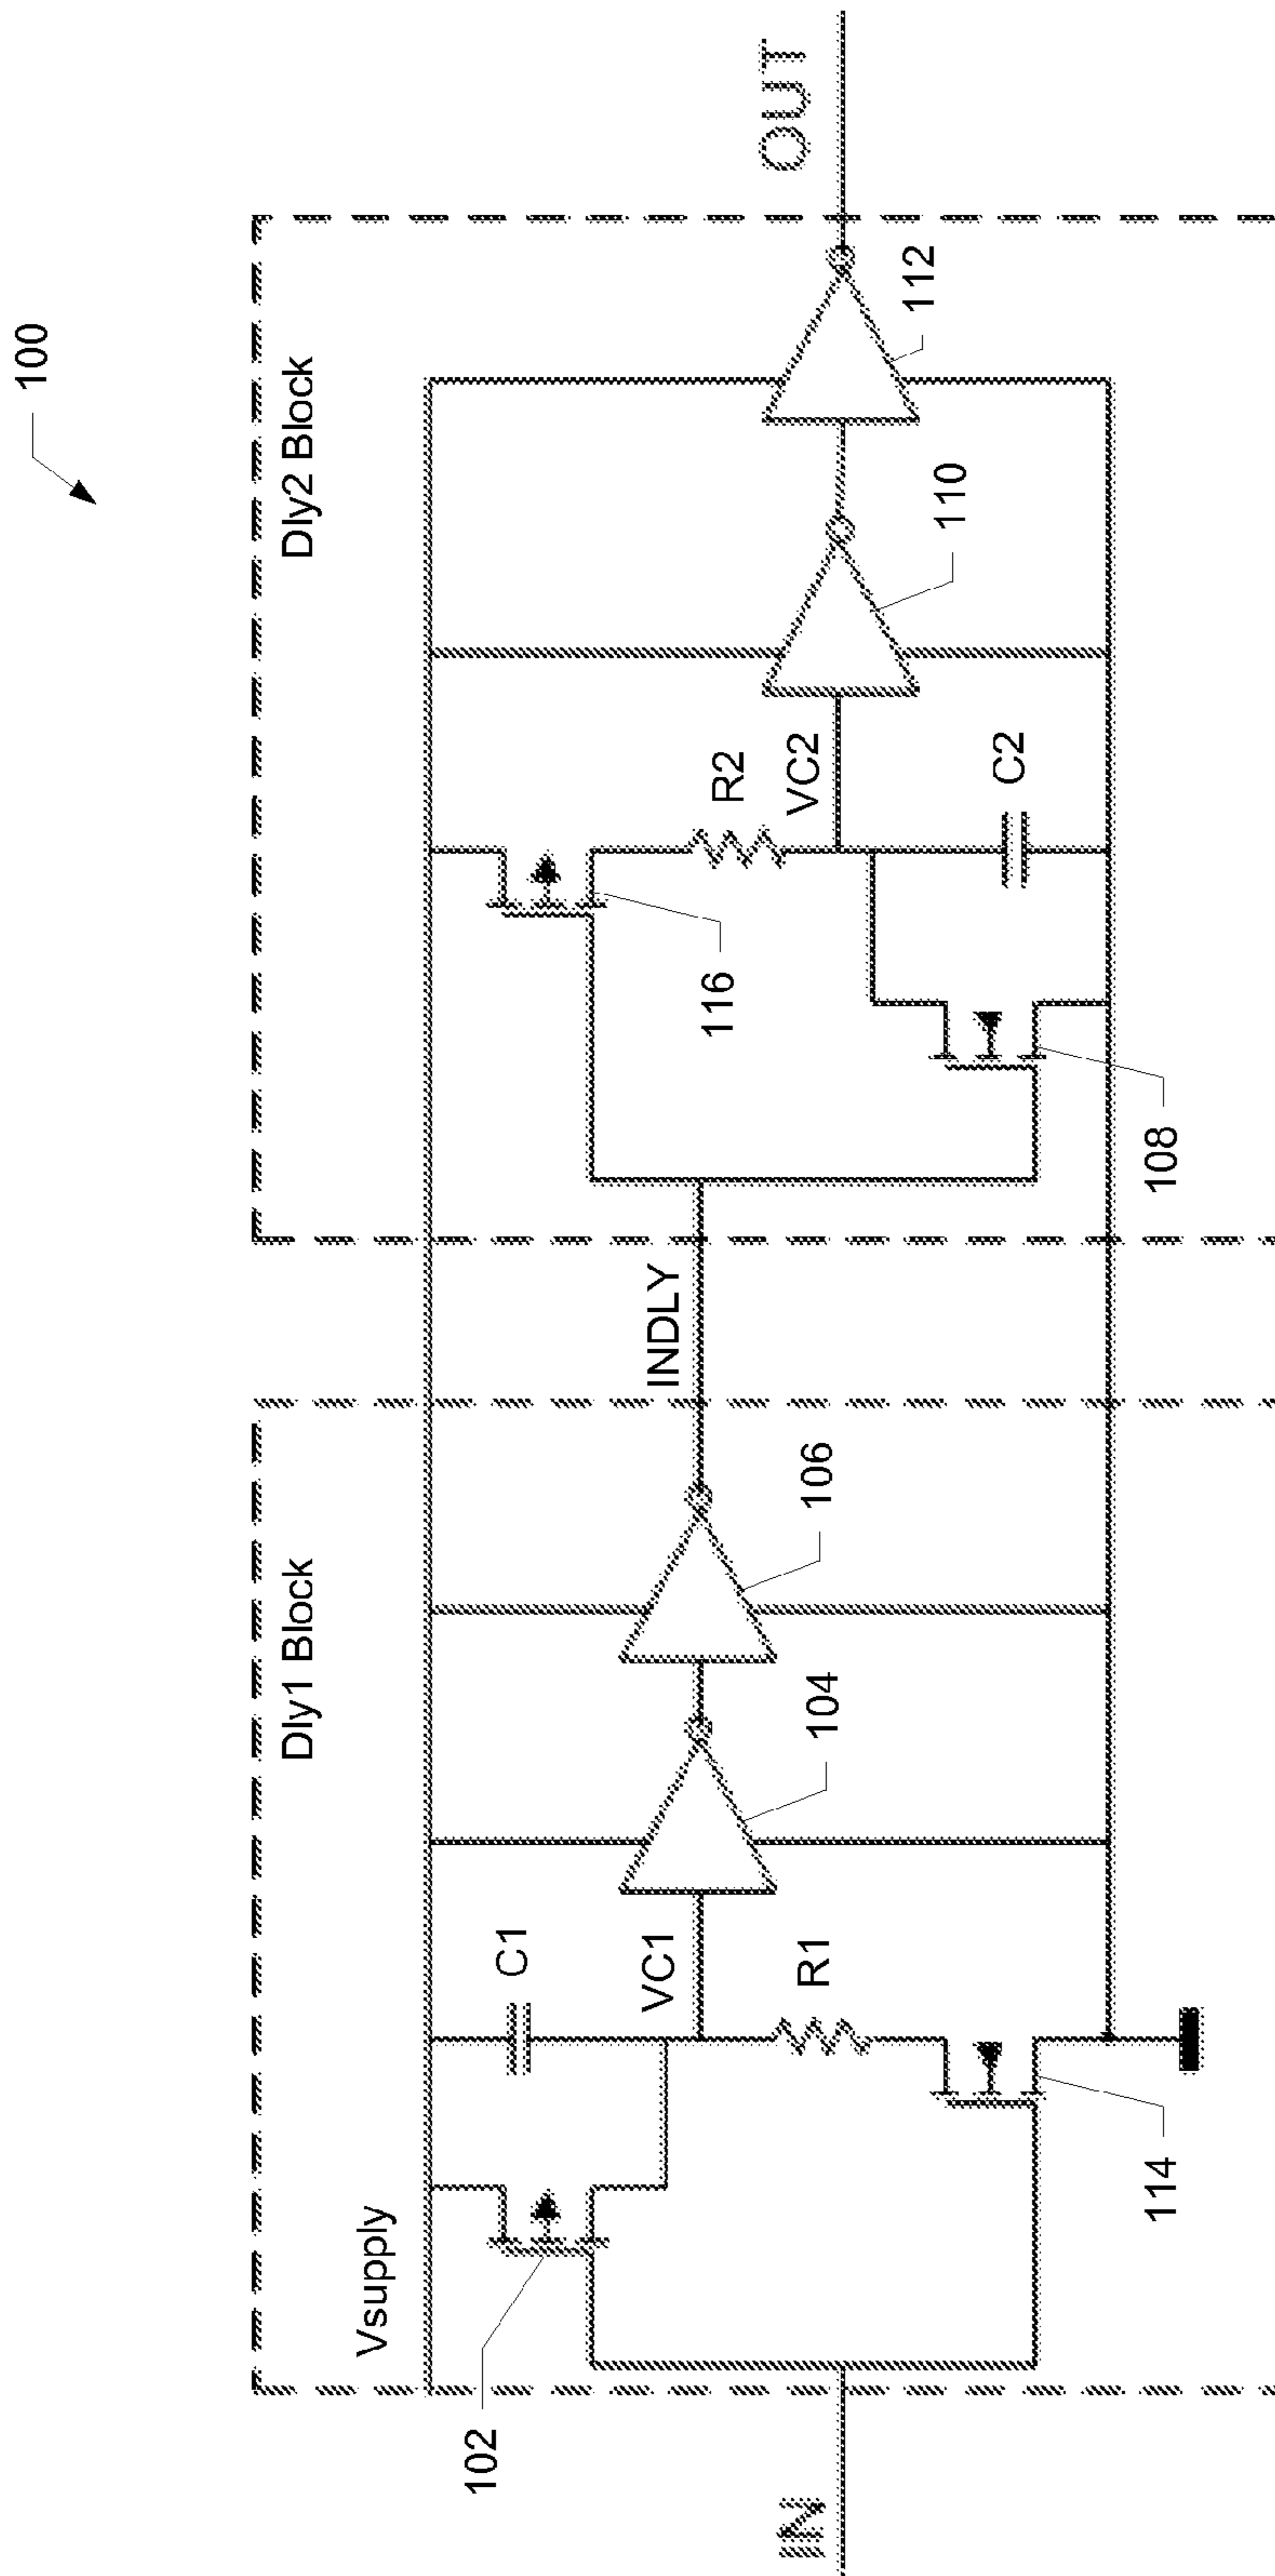 100
Dly1 Block
Dly2 Block
Vsupply
102
C1
VC1
R1
114
104
106
INDLY
116
108
R2
VC2
C2
110
112
IN
OUT